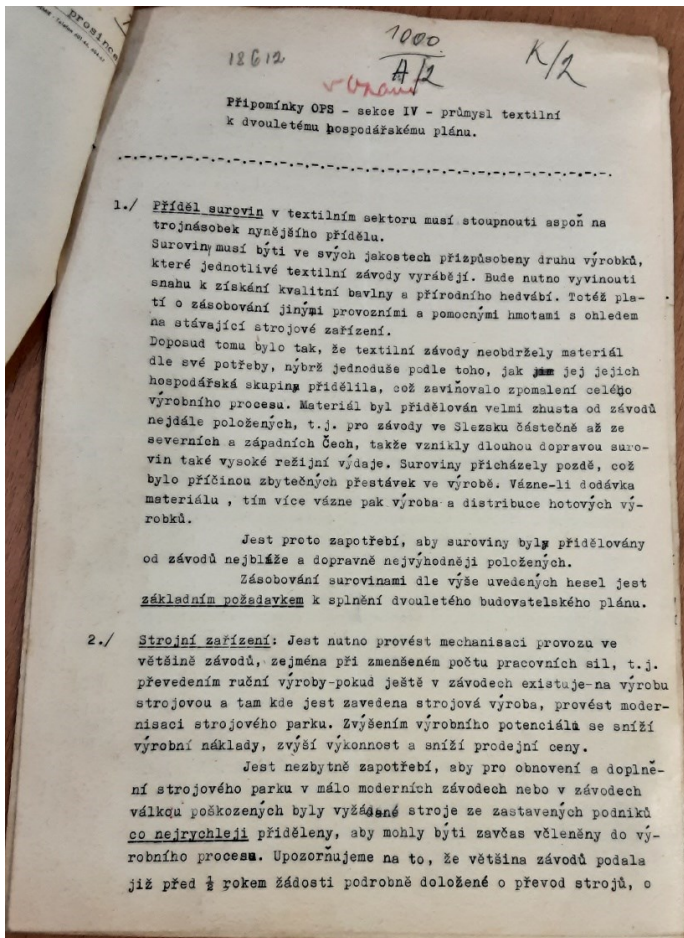 prosince
18612
1000
A/2
K/2
Připomínky OPS - sekce IV - průmysl textilní
k dvouletému hospodářskému plánu.
1./ Příděl surovin v textilním sektoru musí stoupnouti aspoň na
trojnásobek nynějšího přídělu.
Suroviny musí býti ve svých jakostech přizpůsobeny druhu výrobků,
které jednotlivé textilní závody vyrábějí. Bude nutno vyvinouti
snahu k získání kvalitní bavlny a přírodního hedvábí. Totéž pla-
tí o zásobování jinými provozními a pomocnými hmotami s ohledem
na stávající strojové zařízení.
Doposud tomu bylo tak, že textilní závody neobdržely materiál
dle své potřeby, nýbrž jednoduše podle toho, jak jej jejich
hospodářská skupina přidělila, což zaviňovalo zpomalení celého
výrobního procesu. Materiál byl přidělován velmi zhusta od závodů
nejdále položených, t.j. pro závody ve Slezsku částečně až ze
severních a západních Čech, takže vznikly dlouhou dopravou suro-
vin také vysoké režijní výdaje. Suroviny přicházely pozdě, což
bylo příčinou zbytečných přestávek ve výrobě. Vázne-li dodávka
materiálu , tím více vázne pak výroba a distribuce hotových vý-
robků.
Jest proto zapotřebí, aby suroviny byly přidělovány
od závodů nejblíže a dopravně nejvýhodněji položených.
Zásobování surovinami dle výše uvedených hesel jest
základním požadavkem k splnění dvouletého budovatelského plánu.
2./ Strojní zařízení: Jest nutno provést mechanisaci provozu ve
většině závodů, zejména při zmenšeném počtu pracovních sil, t.j.
převedením ruční výroby-pokud ještě v závodech existuje-na výrobu
strojovou a tam kde jest zavedena strojová výroba, provést moder-
nisaci strojového parku. Zvýšením výrobního potenciálu se sníží
výrobní náklady, zvýší výkonnost a sníží prodejní ceny.
Jest nezbytně zapotřebí, aby pro obnovení a doplně-
ní strojového parku v málo moderních závodech nebo v závodech
válkou poškozených byly vyžádané stroje ze zastavených podniků
co nejrychleji přiděleny, aby mohly býti zavčas včleněny do vý-
robního procesu. Upozorňujeme na to, že většina závodů podala
již před ½ rokem žádosti podrobně doložené o převod strojů, o